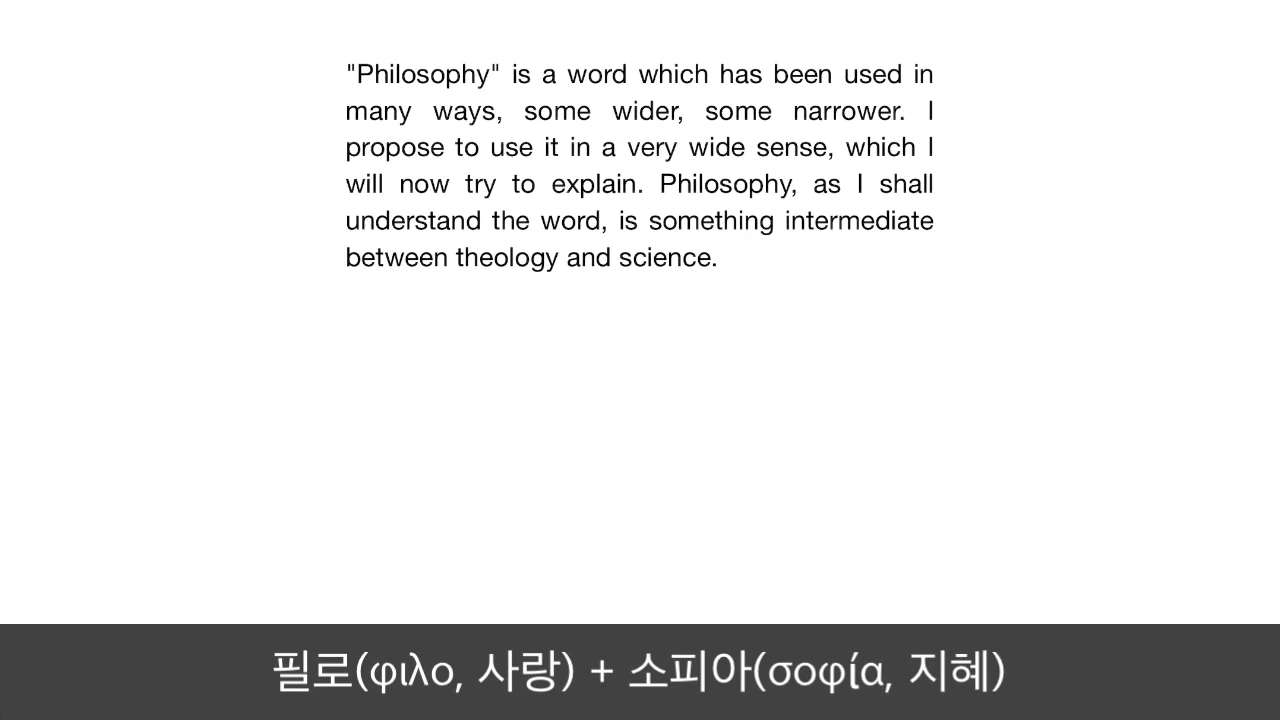 "Philosophy" is a word which has been used in
many ways, some wider, some narrower. I
propose to use it in a very wide sense, which I
will now try to explain. Philosophy, as I shall
understand the word, is something intermediate
between theology and science.
필로(φιλο, 사랑) + 소피아(σοφία, 지혜)